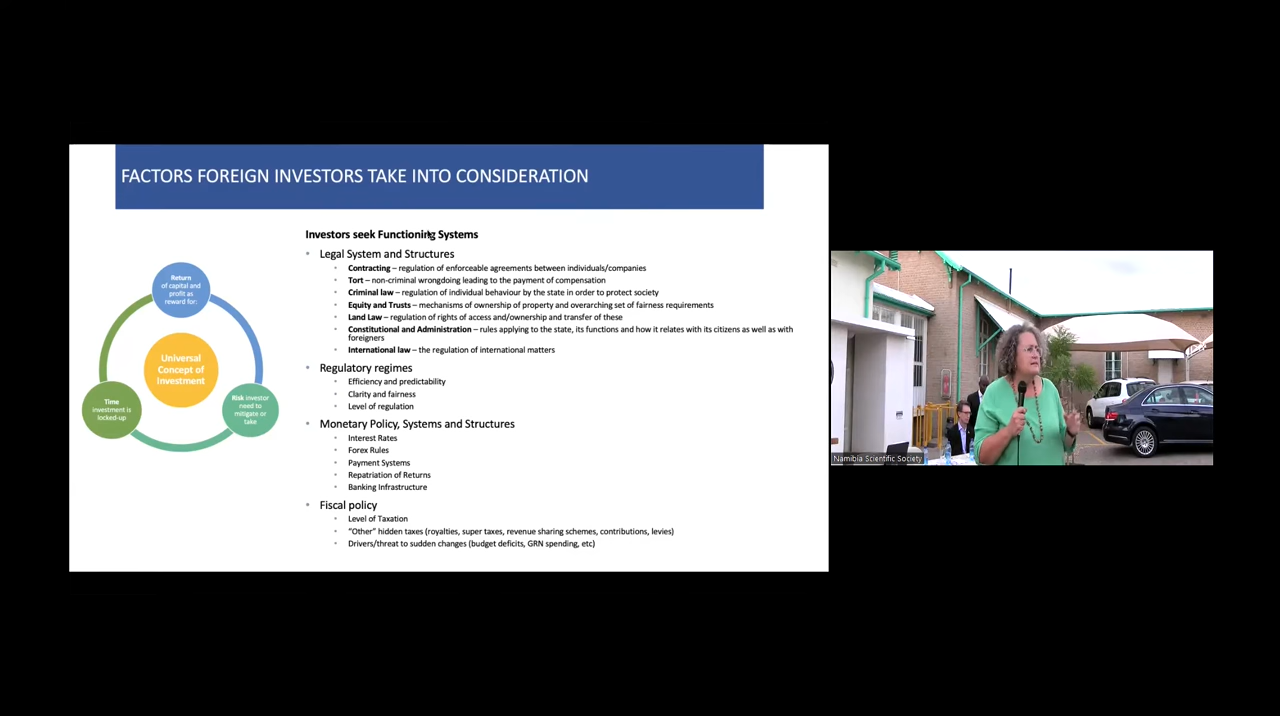 FACTORS FOREIGN INVESTORS TAKE INTO CONSIDERATION
Return
of capital and
profit as
reward for:
Universal
Concept of
Investment
Time
investment is
locked-up
Risk investor
need to
mitigate or
take
Investors seek Functioning Systems
• Legal System and Structures
• Contracting – regulation of enforceable agreements between individuals/companies
• Tort – non-criminal wrongdoing leading to the payment of compensation
• Criminal law – regulation of individual behaviour by the state in order to protect society
• Equity and Trusts – mechanisms of ownership of property and overarching set of fairness requirements
• Land Law – regulation of rights of access and/ownership and transfer of these
• Constitutional and Administration – rules applying to the state, its functions and how it relates with its citizens as well as with
foreigners
• International law – the regulation of international matters
• Regulatory regimes
• Efficiency and predictability
• Clarity and fairness
• Level of regulation
• Monetary Policy, Systems and Structures
• Interest Rates
• Forex Rules
• Payment Systems
• Repatriation of Returns
• Banking Infrastructure
• Fiscal policy
• Level of Taxation
• "Other" hidden taxes (royalties, super taxes, revenue sharing schemes, contributions, levies)
• Drivers/threat to sudden changes (budget deficits, GRN spending, etc)
Namibia Scientific Society